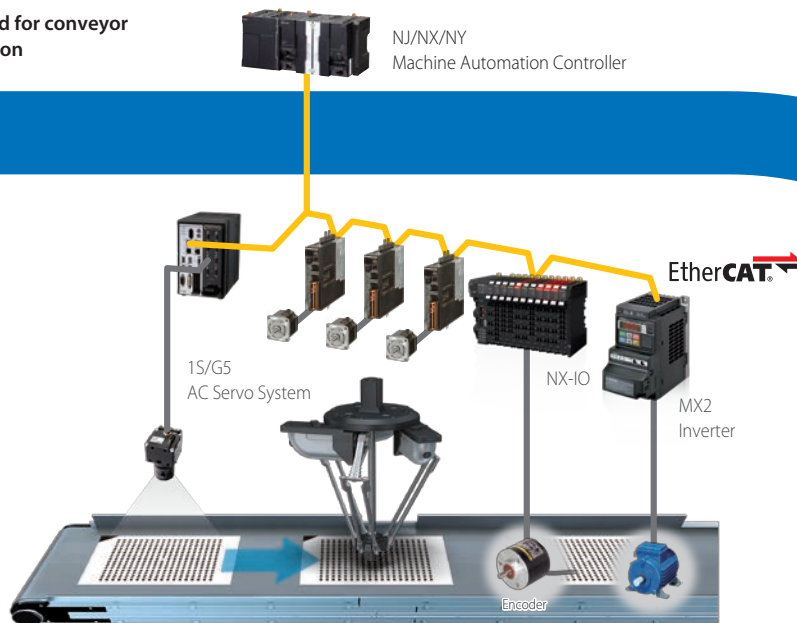 d for conveyor
on
NJ/NX/NY
Machine Automation Controller
EtherCAT®
1S/G5
AC Servo System
NX-IO
MX2
Inverter
Encoder